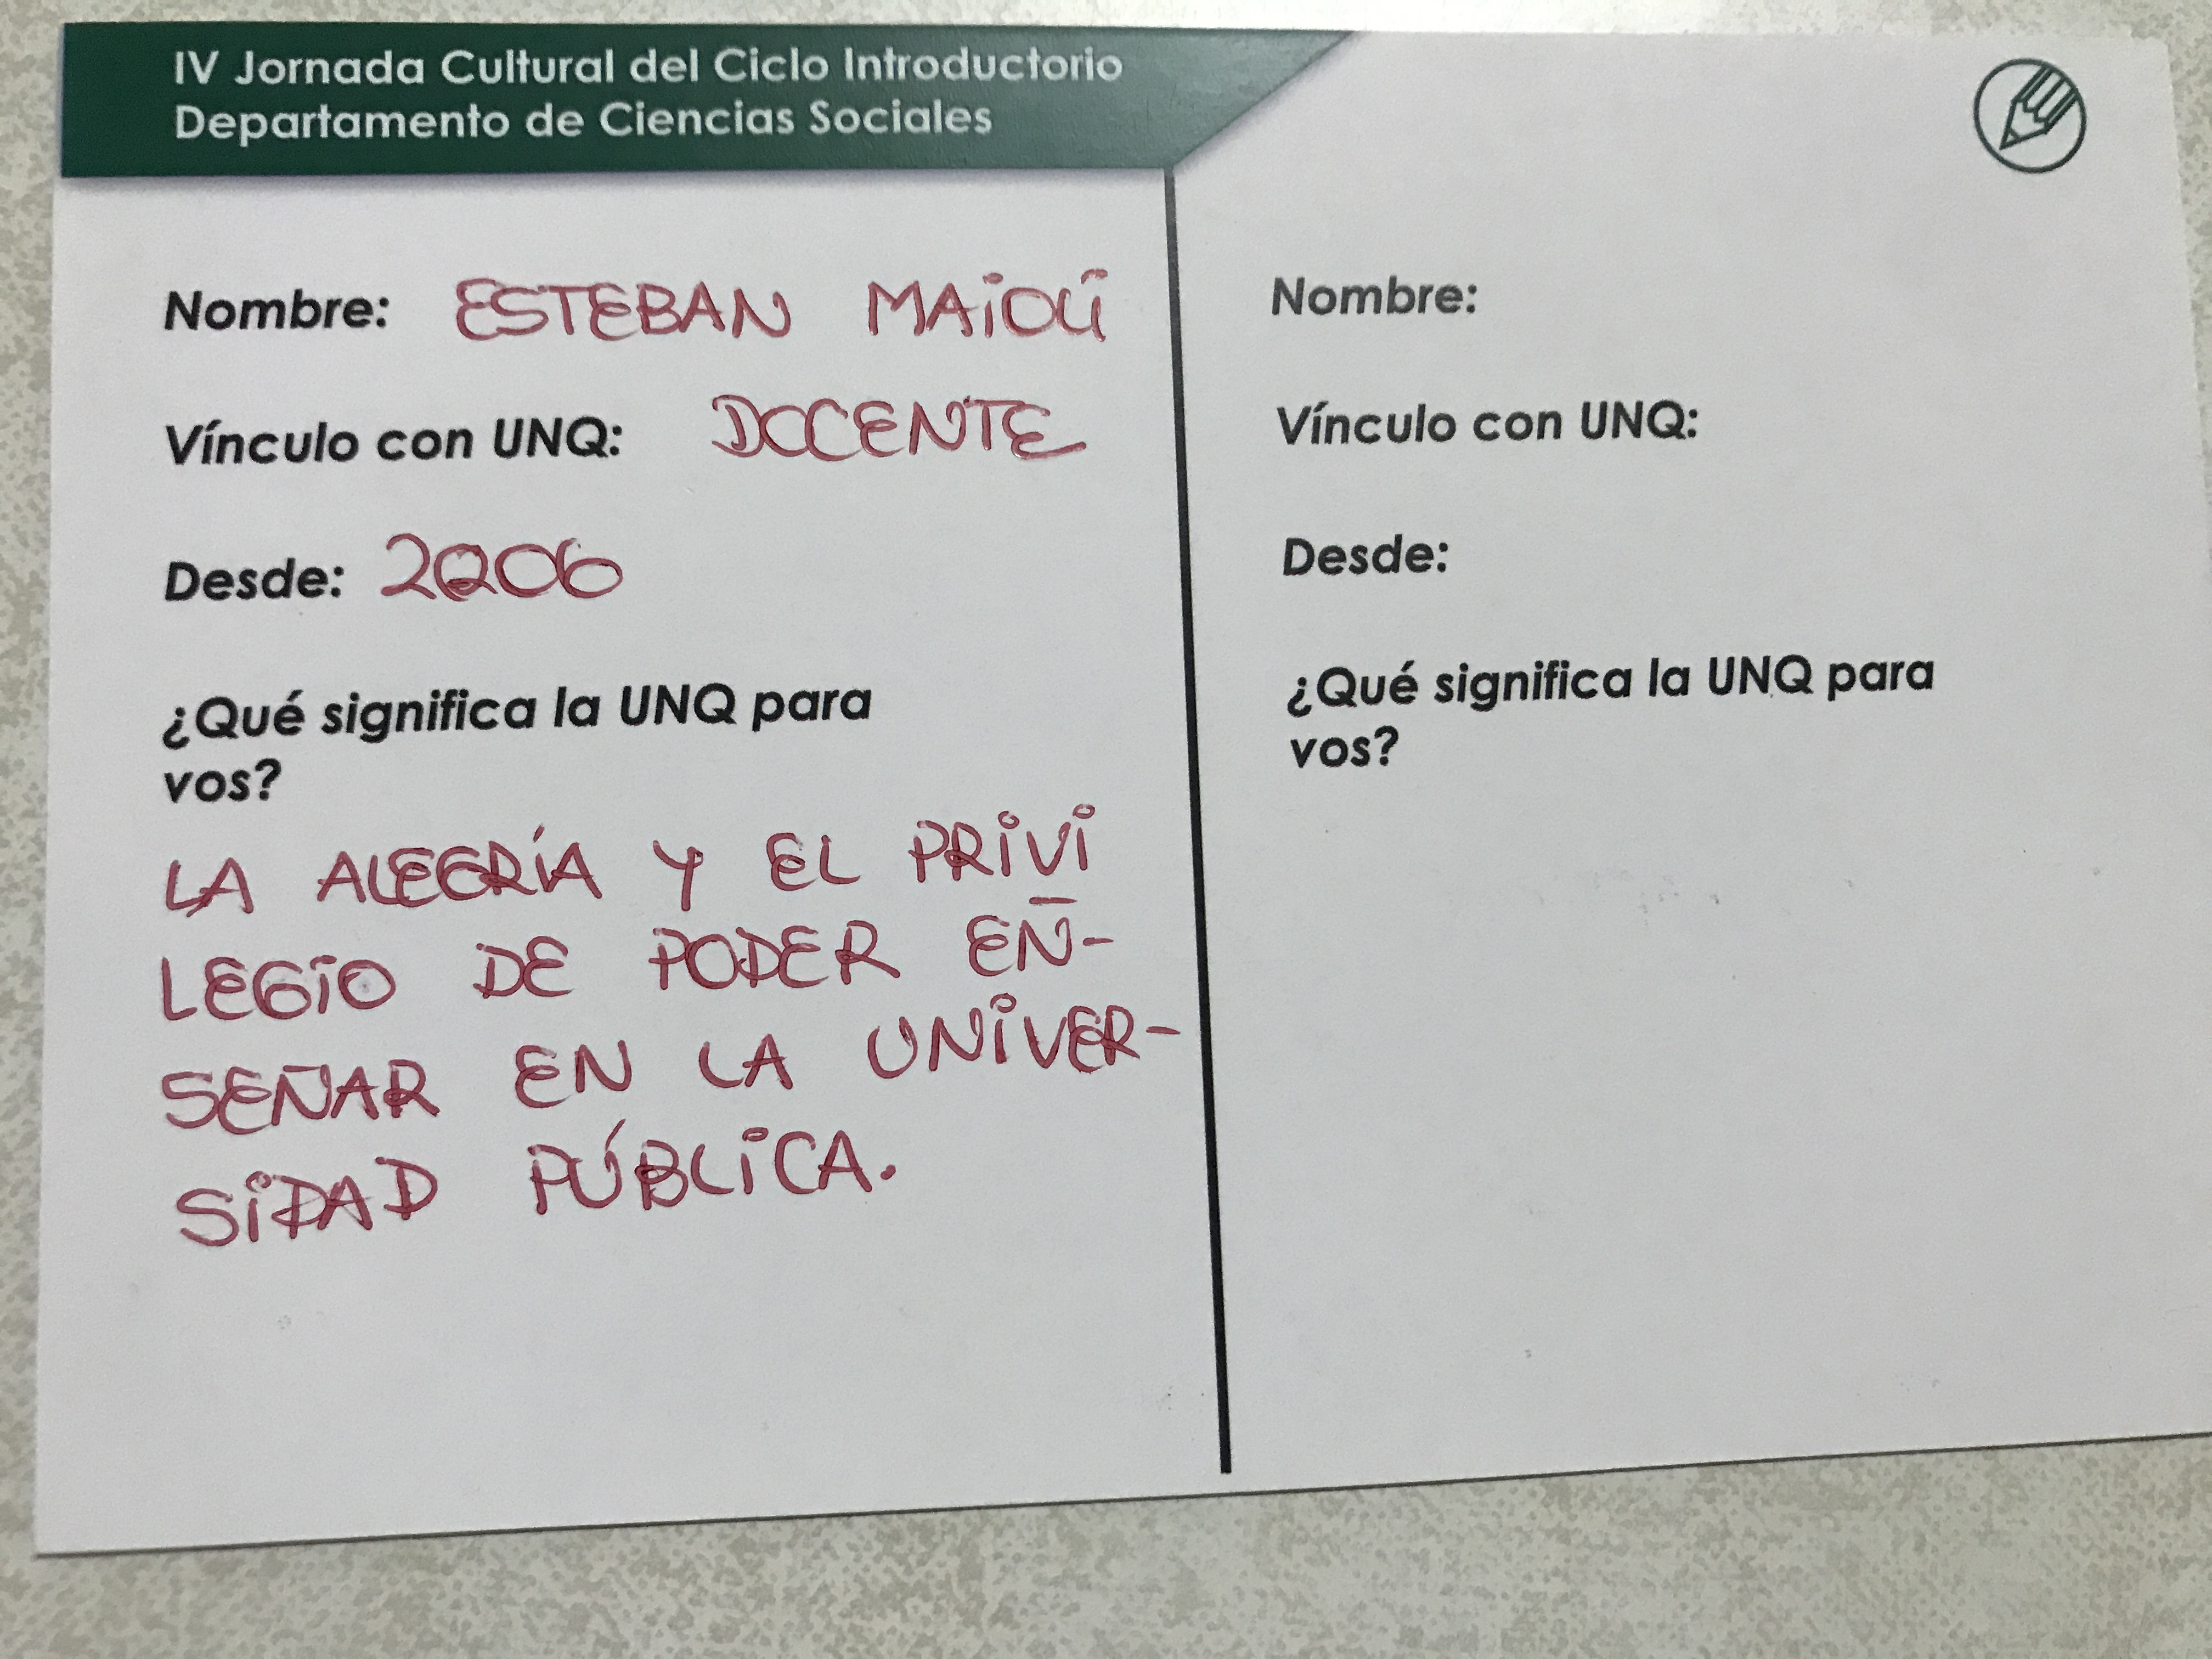 IV Jornada Cultural del Ciclo Introductorio
Departamento de Ciencias Sociales
Nombre: ESTEBAN MAIOLI
Vínculo con UNQ: DOCENTE
Desde: 2006
¿Qué significa la UNQ para
vos?
LA ALEGRÍA Y EL PRIVI
LEGIO DE PODER EN-
SEÑAR EN LA UNIVER-
SIDAD PÚBLICA.
Nombre:
Vínculo con UNQ:
Desde:
¿Qué significa la UNQ para
vos?